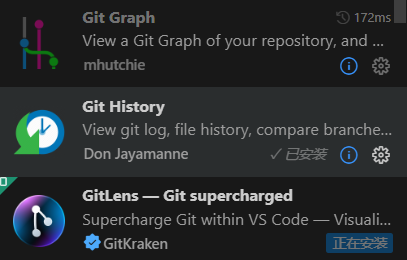 Git Graph
172ms
View a Git Graph of your repository, and ...
mhutchie
Git History
View git log, file history, compare branche...
Don Jayamanne
✓ 已安装
GitLens — Git supercharged
Supercharge Git within VS Code — Visuali...
GitKraken
正在安装